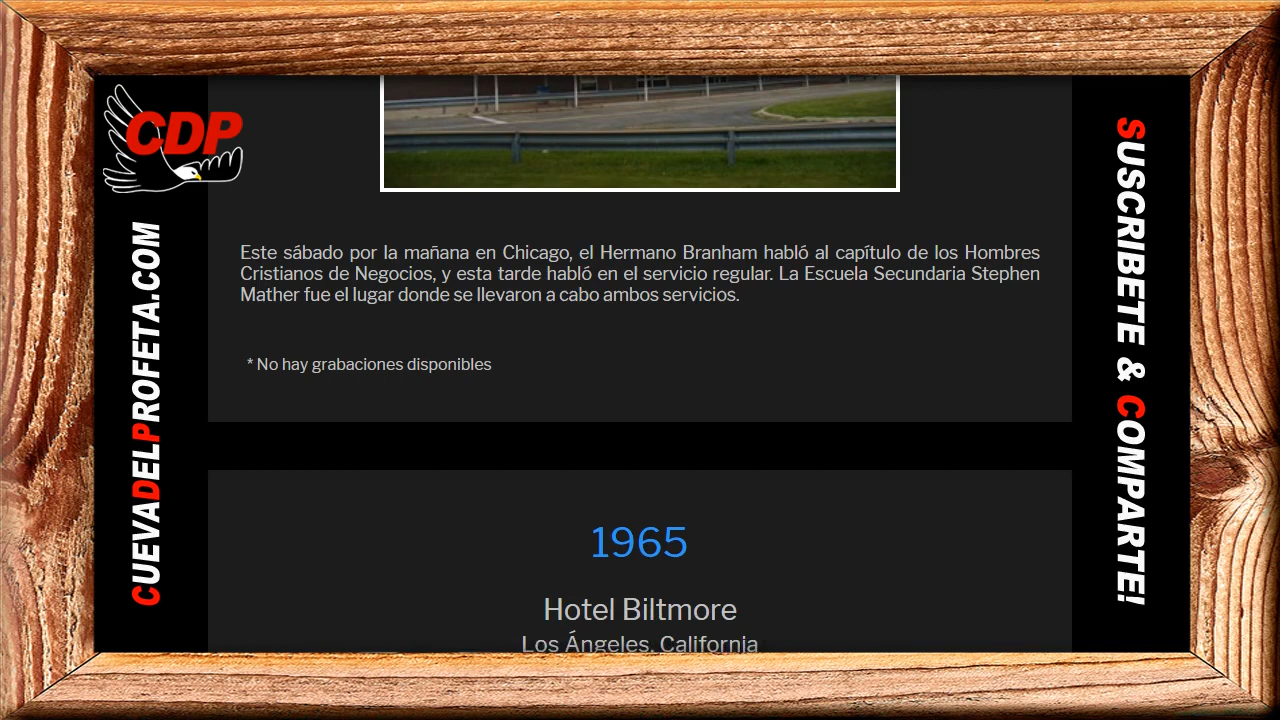 CDP
CUEVADELPROFETA.COM
SUSCRIBETE & COMPARTE!
Este sábado por la mañana en Chicago, el Hermano Branham habló al capítulo de los Hombres
Cristianos de Negocios, y esta tarde habló en el servicio regular. La Escuela Secundaria Stephen
Mather fue el lugar donde se llevaron a cabo ambos servicios.
* No hay grabaciones disponibles
1965
Hotel Biltmore
Los Ángeles, California